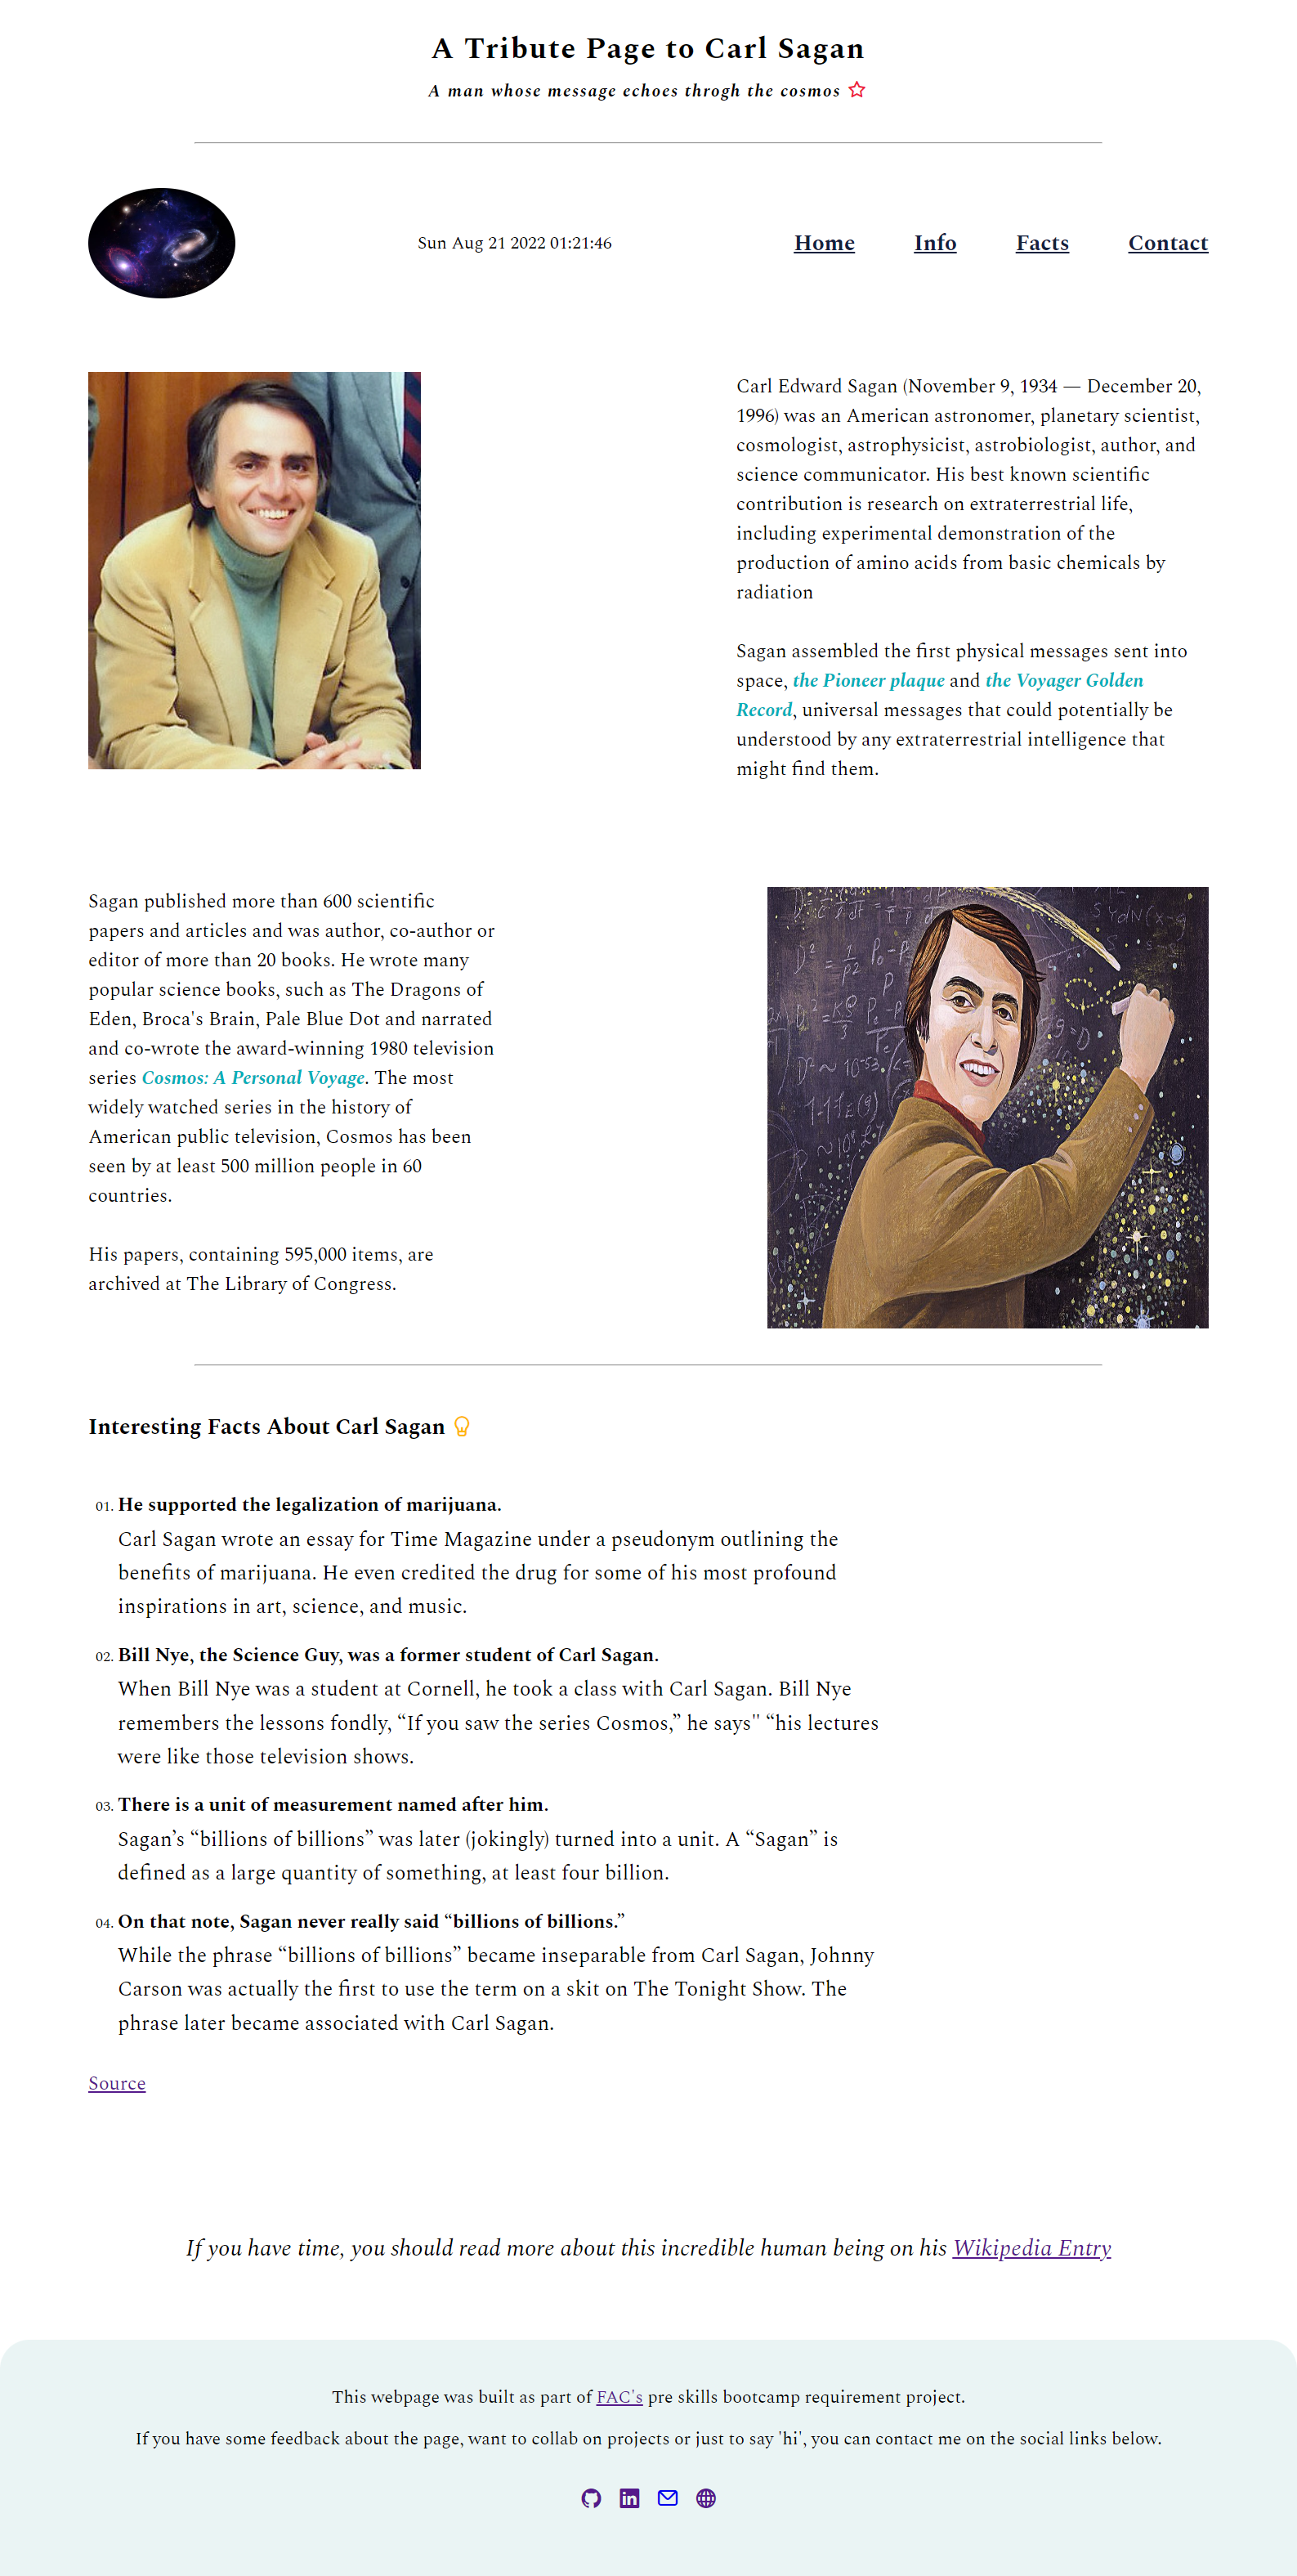 A Tribute Page to Carl Sagan
A man whose message echoes throgh the cosmos
Sun Aug 21 2022 01:21:46
Home Info Facts Contact
Carl Edward Sagan (November 9, 1934 — December 20,
1996) was an American astronomer, planetary scientist,
cosmologist, astrophysicist, astrobiologist, author, and
science communicator. His best known scientific
contribution is research on extraterrestrial life,
including experimental demonstration of the
production of amino acids from basic chemicals by
radiation
Sagan assembled the first physical messages sent into
space, the Pioneer plaque and the Voyager Golden
Record, universal messages that could potentially be
understood by any extraterrestrial intelligence that
might find them.
Sagan published more than 600 scientific
papers and articles and was author, co-author or
editor of more than 20 books. He wrote many
popular science books, such as The Dragons of
Eden, Broca's Brain, Pale Blue Dot and narrated
and co-wrote the award-winning 1980 television
series Cosmos: A Personal Voyage. The most
widely watched series in the history of
American public television, Cosmos has been
seen by at least 500 million people in 60
countries.
His papers, containing 595,000 items, are
archived at The Library of Congress.
Interesting Facts About Carl Sagan
01. He supported the legalization of marijuana.
Carl Sagan wrote an essay for Time Magazine under a pseudonym outlining the
benefits of marijuana. He even credited the drug for some of his most profound
inspirations in art, science, and music.
02. Bill Nye, the Science Guy, was a former student of Carl Sagan.
When Bill Nye was a student at Cornell, he took a class with Carl Sagan. Bill Nye
remembers the lessons fondly, “If you saw the series Cosmos,” he says" “his lectures
were like those television shows.
03. There is a unit of measurement named after him.
Sagan’s “billions of billions” was later (jokingly) turned into a unit. A “Sagan” is
defined as a large quantity of something, at least four billion.
04. On that note, Sagan never really said “billions of billions.”
While the phrase “billions of billions” became inseparable from Carl Sagan, Johnny
Carson was actually the first to use the term on a skit on The Tonight Show. The
phrase later became associated with Carl Sagan.
Source
If you have time, you should read more about this incredible human being on his Wikipedia Entry
This webpage was built as part of FAC's pre skills bootcamp requirement project.
If you have some feedback about the page, want to collab on projects or just to say 'hi', you can contact me on the social links below.